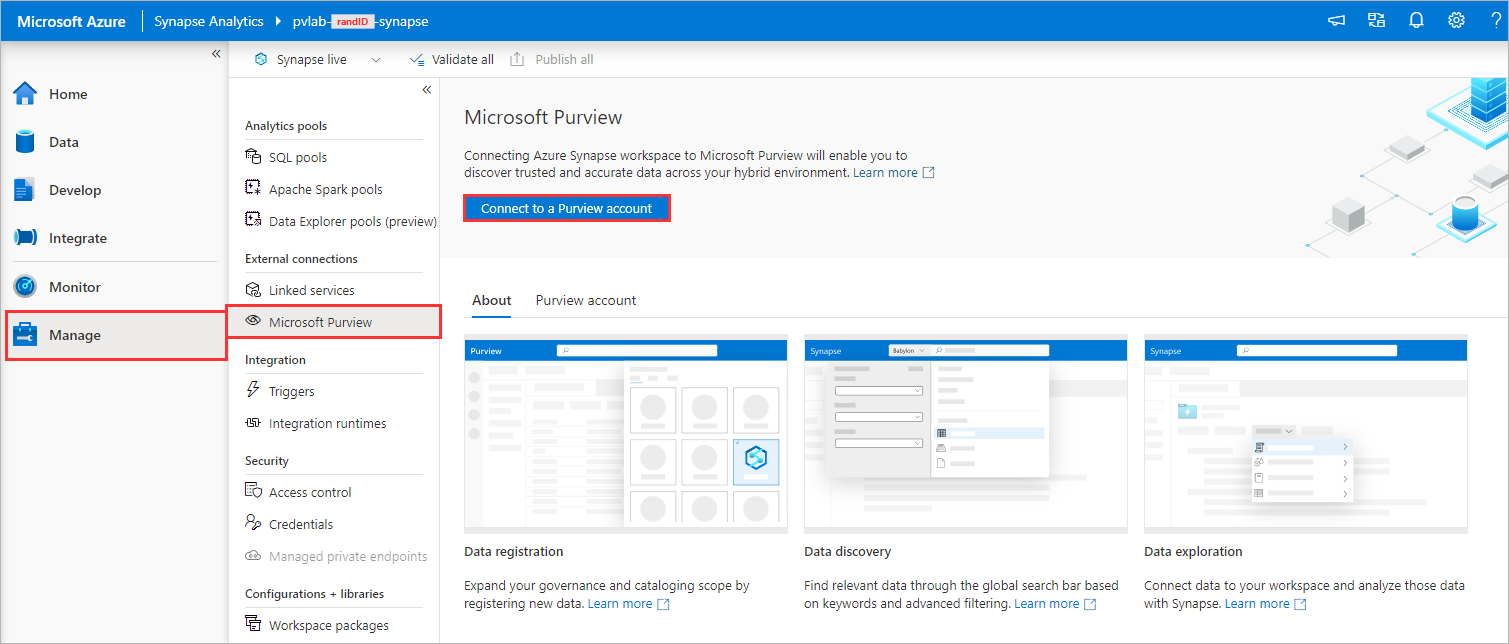 Microsoft Azure
Synapse Analytics
pvlab-randID-synapse
?
Synapse live
Validate all
Publish all
Home
Data
Develop
Integrate
Monitor
Manage
Analytics pools
SQL pools
Apache Spark pools
Data Explorer pools (preview)
External connections
Linked services
Microsoft Purview
Integration
Triggers
Integration runtimes
Security
Access control
Credentials
Managed private endpoints
Configurations + libraries
Workspace packages
Microsoft Purview
Connecting Azure Synapse workspace to Microsoft Purview will enable you to
discover trusted and accurate data across your hybrid environment. Learn more
Connect to a Purview account
About
Purview account
Purview
Synapse
Babylon
Synapse
Data registration
Expand your governance and cataloging scope by
registering new data. Learn more
Data discovery
Find relevant data through the global search bar based
on keywords and advanced filtering. Learn more
Data exploration
Connect data to your workspace and analyze those data
with Synapse. Learn more